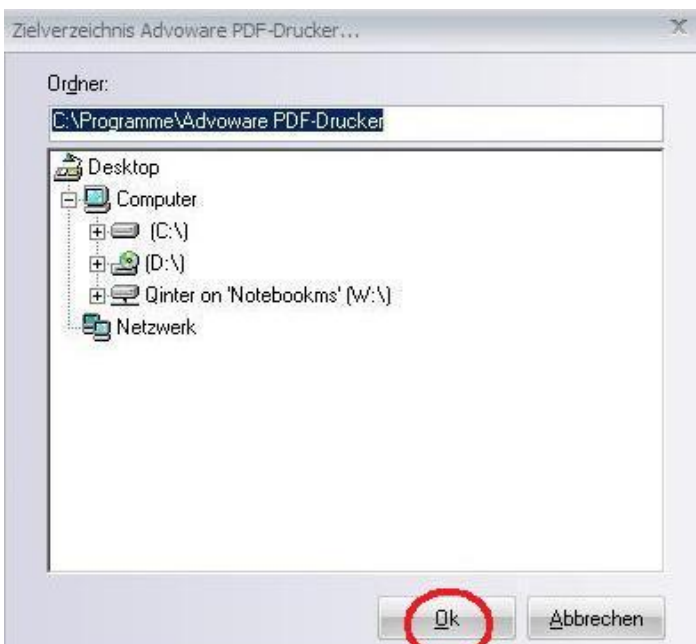 Zielverzeichnis Advoware PDF-Drucker...
Ordner:
C:\Programme\Advoware PDF-Drucker
Desktop
Computer
(C:\)
(D:\)
Qinter on 'Notebookms' (W:\)
Netzwerk
Ok Abbrechen